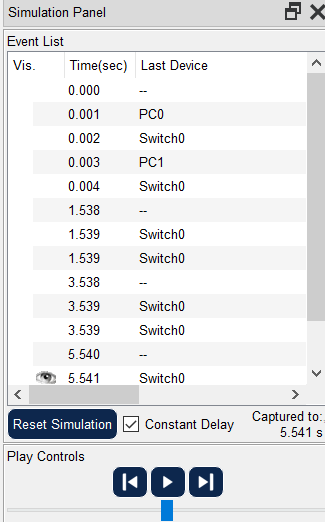 Simulation Panel
Event List
Vis. Time(sec) Last Device
0.000 --
0.001 PC0
0.002 Switch0
0.003 PC1
0.004 Switch0
1.538 --
1.539 Switch0
1.539 Switch0
3.538 --
3.539 Switch0
3.539 Switch0
5.540 --
5.541 Switch0
Reset Simulation Constant Delay Captured to:
5.541 s
Play Controls